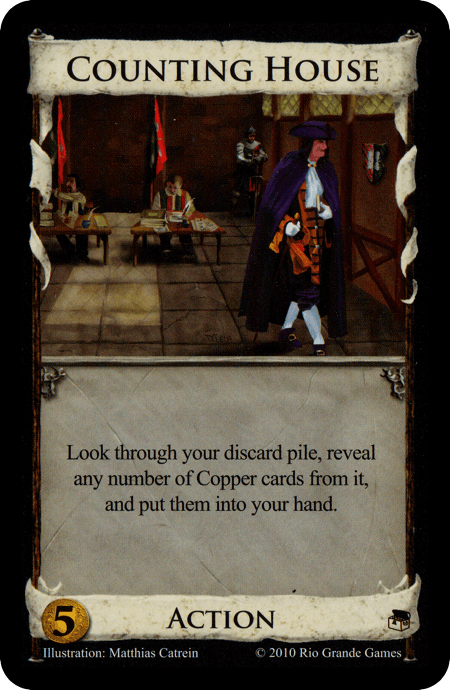 COUNTING HOUSE
Look through your discard pile, reveal
any number of Copper cards from it,
and put them into your hand.
5
ACTION
Illustration: Matthias Catrein
© 2010 Rio Grande Games